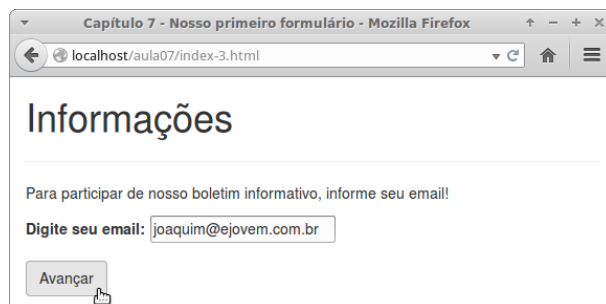 Capítulo 7 - Nosso primeiro formulário - Mozilla Firefox
localhost/aula07/index-3.html
Informações
Para participar de nosso boletim informativo, informe seu email!
Digite seu email: joaquim@ejovem.com.br
Avançar